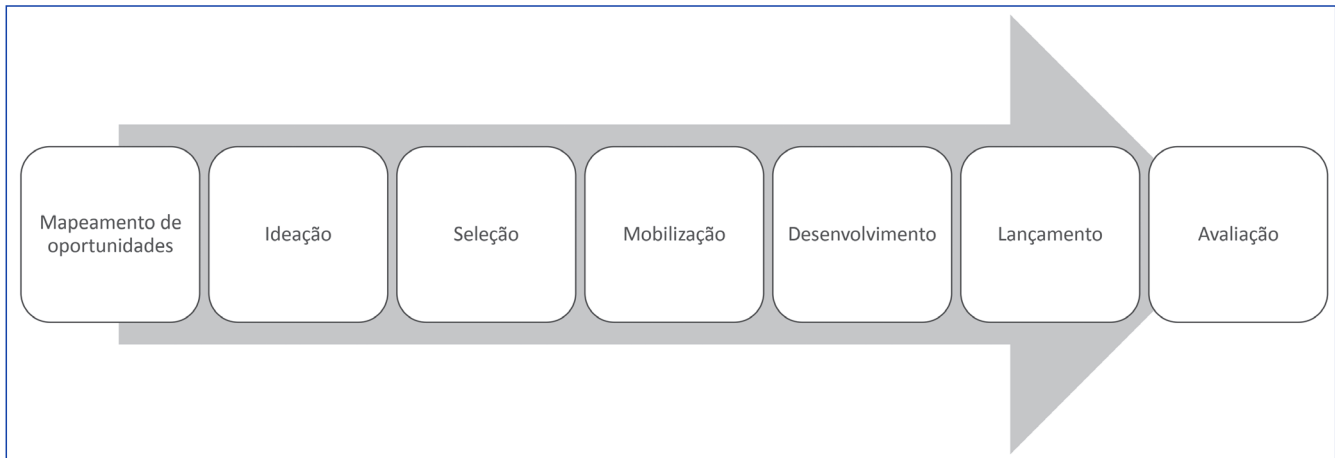 Mapeamento de
oportunidades
Ideação
Seleção
Mobilização
Desenvolvimento
Lançamento
Avaliação